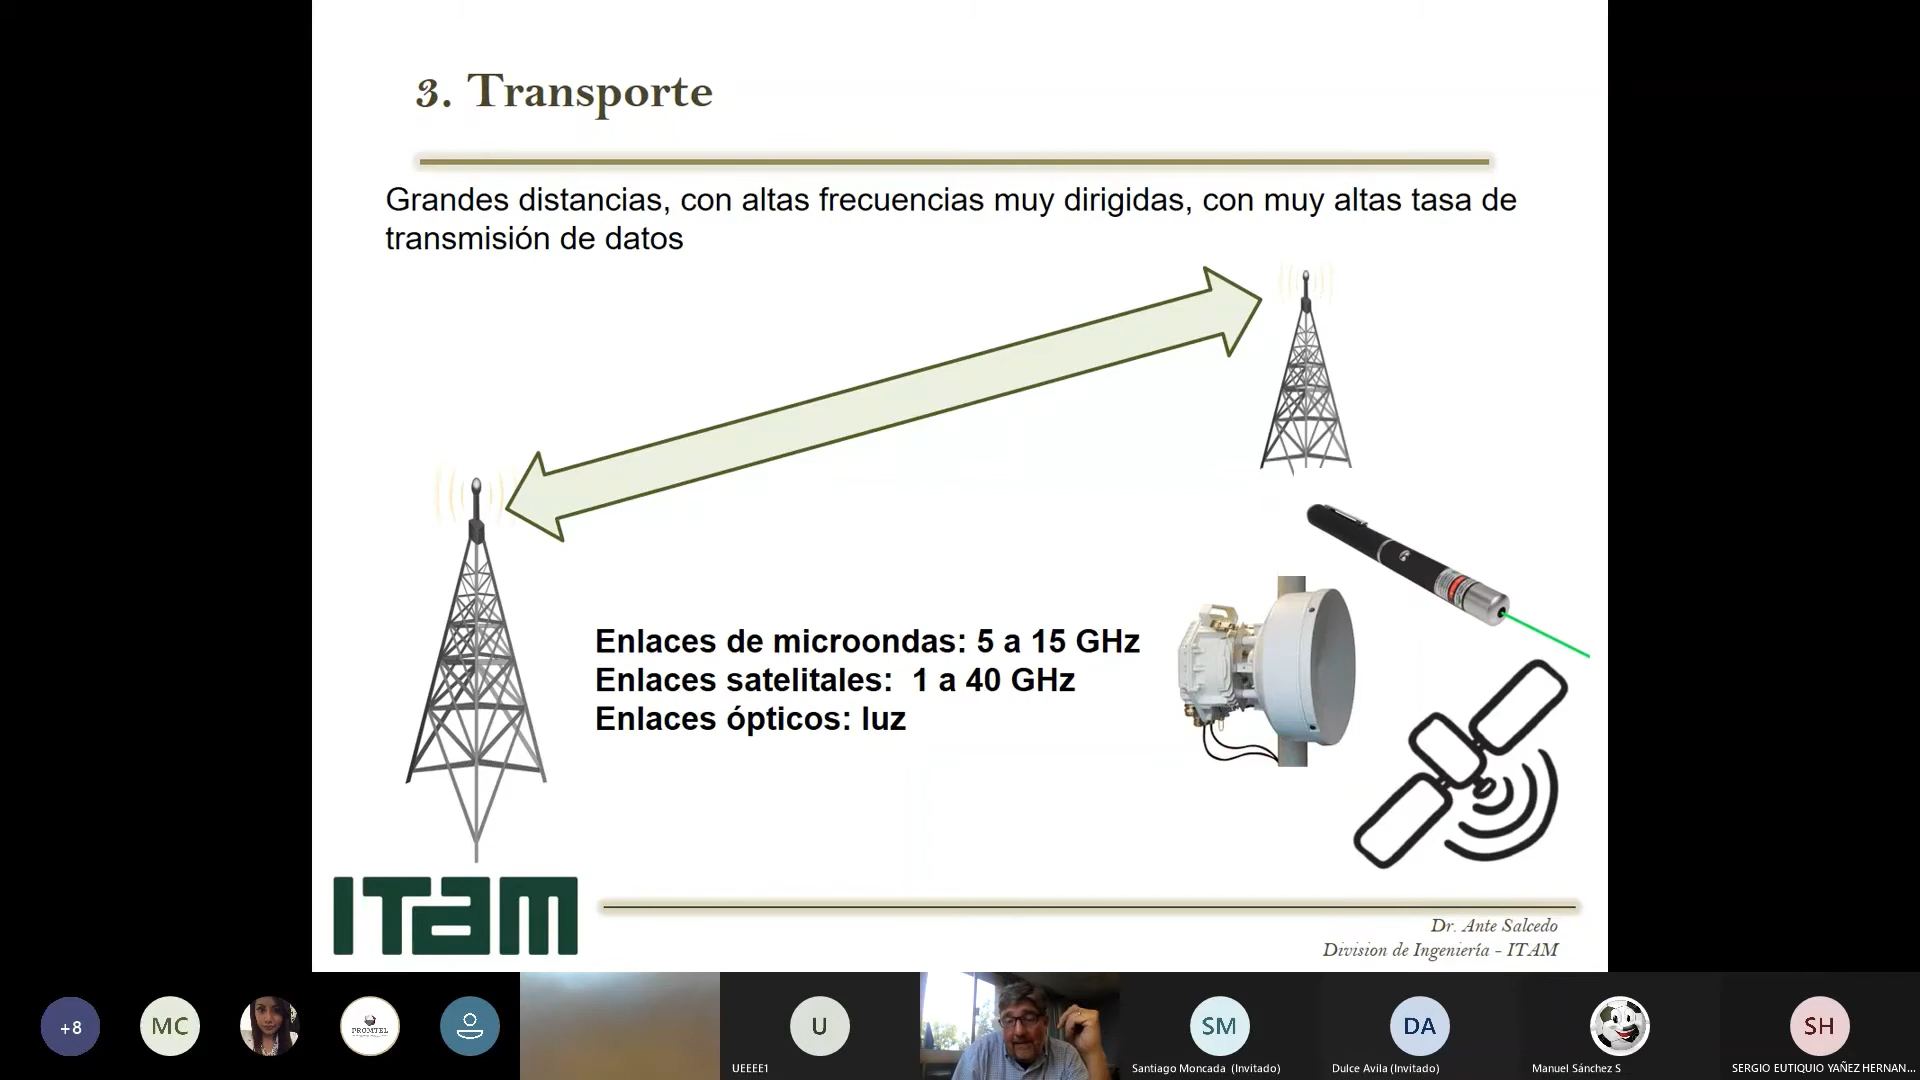 3. Transporte
Grandes distancias, con altas frecuencias muy dirigidas, con muy altas tasa de
transmisión de datos
Enlaces de microondas: 5 a 15 GHz
Enlaces satelitales: 1 a 40 GHz
Enlaces ópticos: luz
ITAM
Dr. Ante Salcedo
Division de Ingeniería - ITAM
+8
MC
PROMTEL
U
SM
DA
SH
UEEEE1
Santiago Moncada (Invitado)
Dulce Avila (Invitado)
Manuel Sánchez S
SERGIO EUTIQUIO YAÑEZ HERNAN...